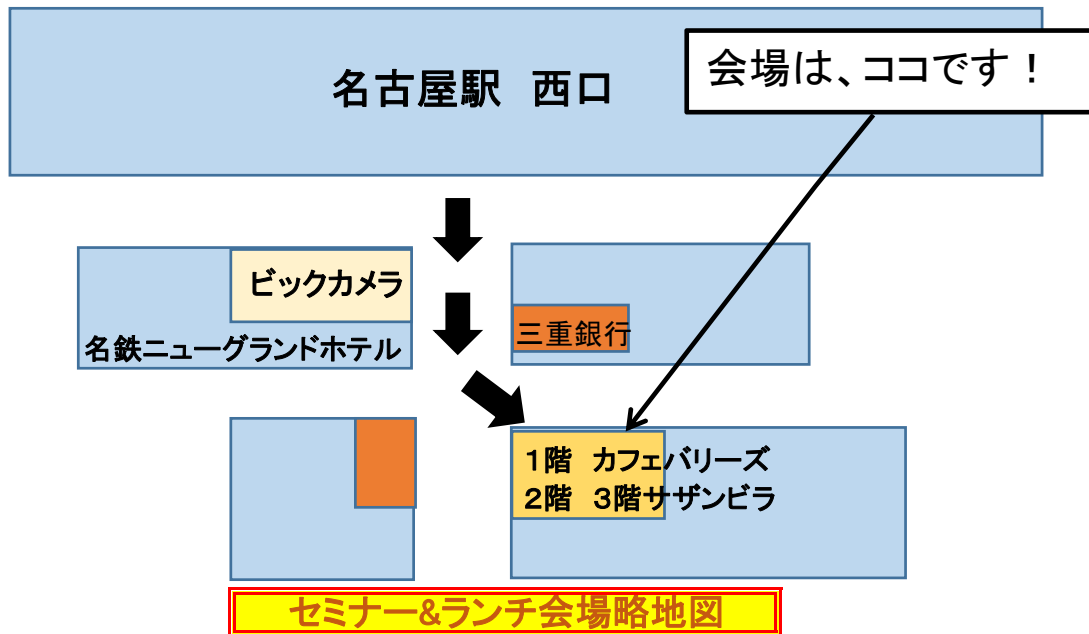 名古屋駅　西口
会場は、ココです！
ビックカメラ
名鉄ニューグランドホテル
三重銀行
１階　カフェバリーズ
２階　３階サザンビラ
セミナー&ランチ会場略地図